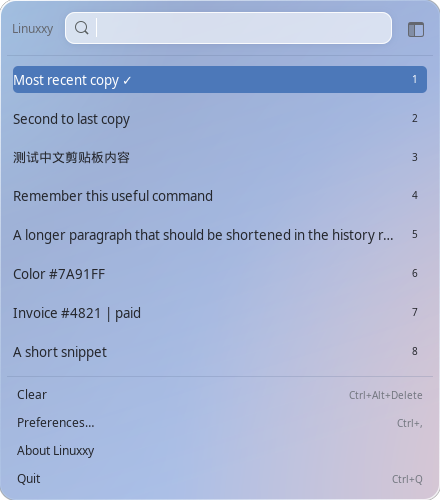 Linuxxy
Most recent copy ✓ 1
Second to last copy 2
测试中文剪贴板内容 3
Remember this useful command 4
A longer paragraph that should be shortened in the history r... 5
Color #7A91FF 6
Invoice #4821 | paid 7
A short snippet 8
Clear Ctrl+Alt+Delete
Preferences... Ctrl+,
About Linuxxy
Quit Ctrl+Q